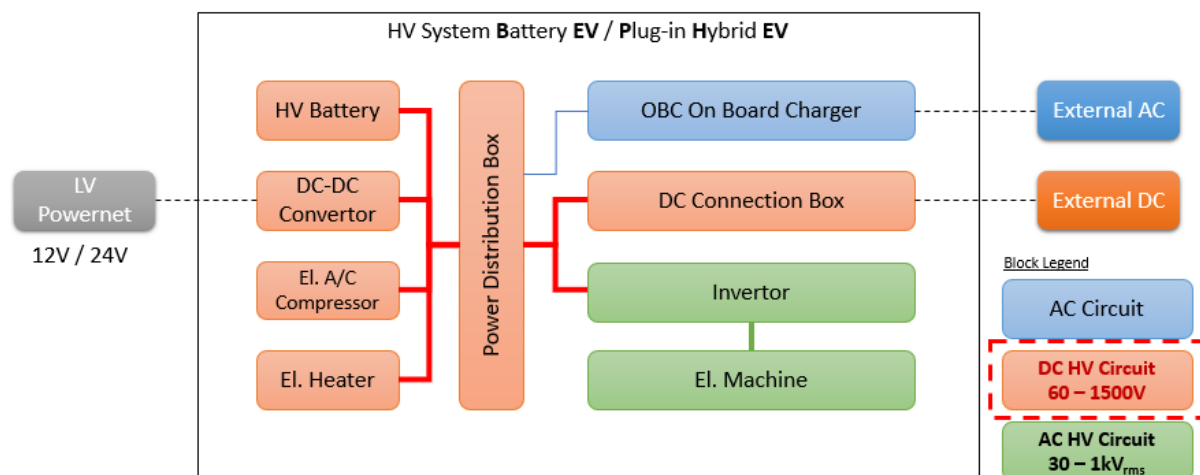 HV System Battery EV / Plug-in Hybrid EV
HV Battery
DC-DC
Convertor
El. A/C
Compressor
El. Heater
Power Distribution Box
OBC On Board Charger
DC Connection Box
Invertor
El. Machine
LV
Powernet
12V / 24V
External AC
External DC
Block Legend
AC Circuit
DC HV Circuit
60 – 1500V
AC HV Circuit
30 – 1kVrms